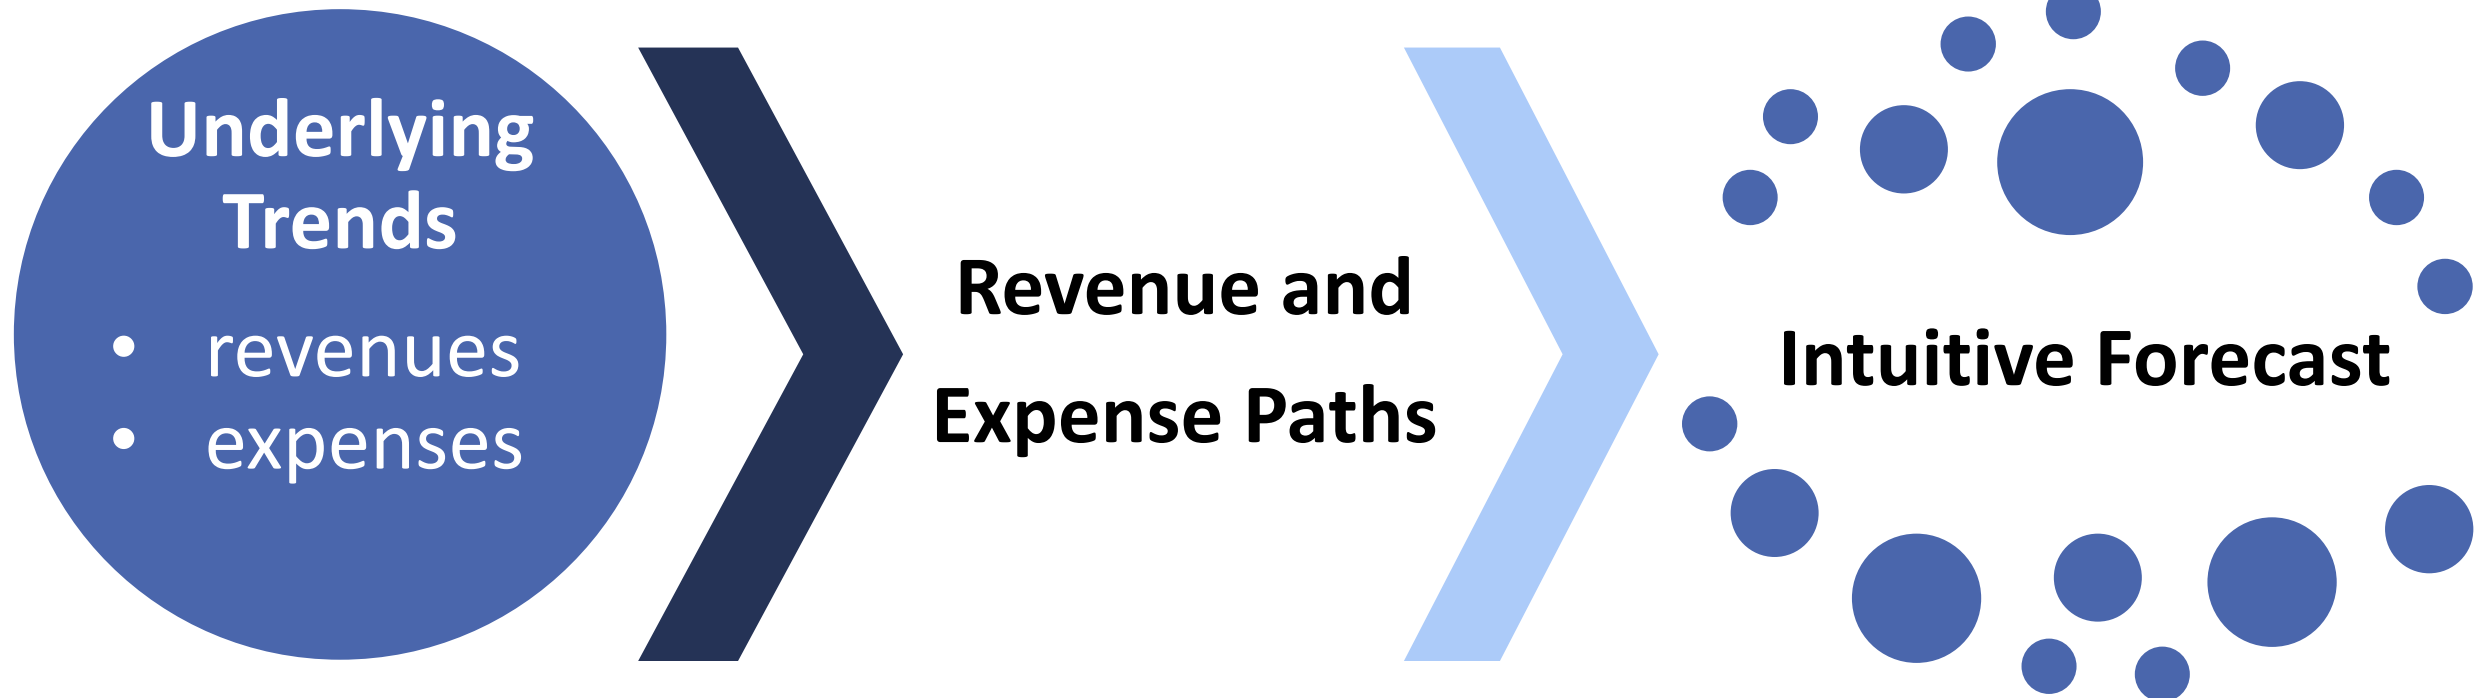 Underlying
Trends
• revenues
• expenses
Revenue and
Expense Paths
Intuitive Forecast